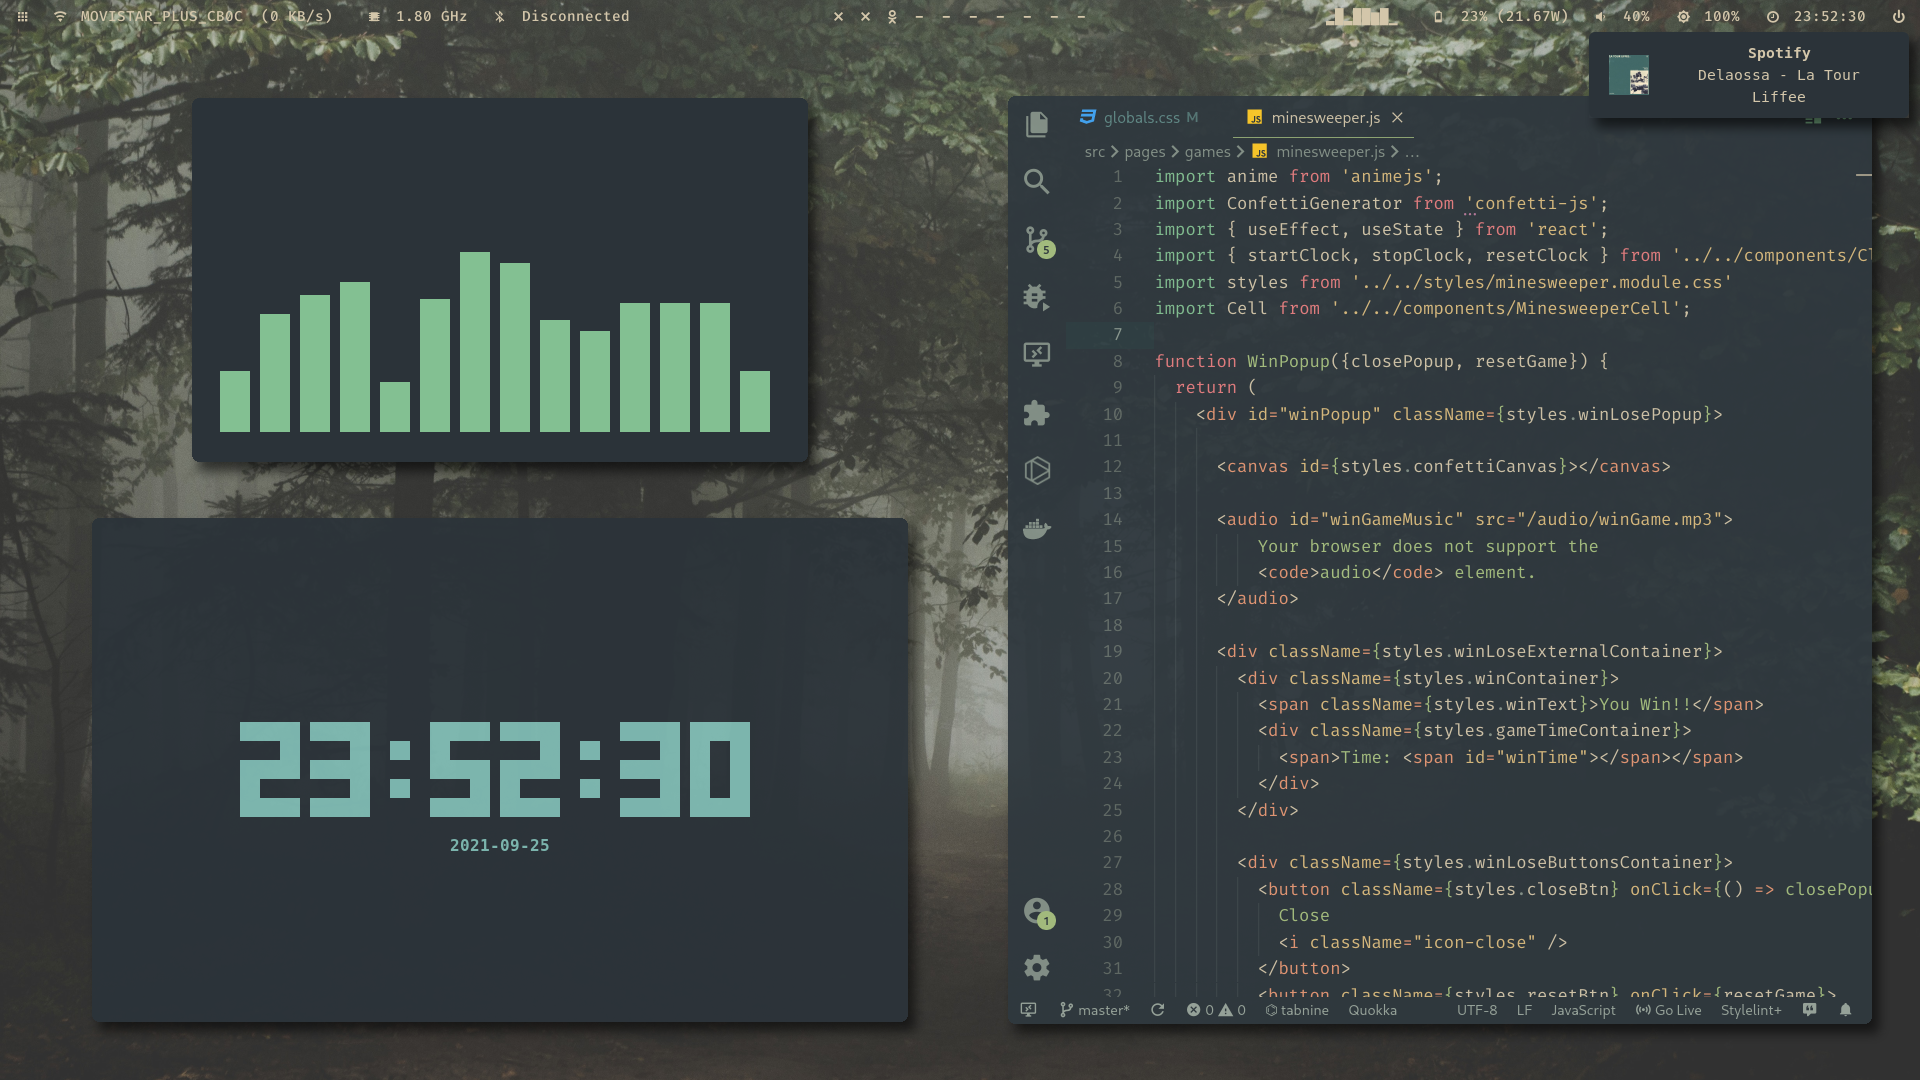 MOVISTAR_PLUS_CB0C (0 KB/s) 1.80 GHz Disconnected
23% (21.67W) 40% 100% 23:52:30
Spotify
Delaossa - La Tour
Liffee
23:52:30
2021-09-25
globals.css M
JS minesweeper.js
src pages games JS minesweeper.js ...
1 import anime from 'animejs';
2 import ConfettiGenerator from 'confetti-js';
3 import { useEffect, useState } from 'react';
4 import { startClock, stopClock, resetClock } from '../../components/Cl
5 import styles from '../../styles/minesweeper.module.css'
6 import Cell from '../../components/MinesweeperCell';
7
8 function WinPopup({closePopup, resetGame}) {
9 return (
10 <div id="winPopup" className={styles.winLosePopup}>
11
12 <canvas id={styles.confettiCanvas}></canvas>
13
14 <audio id="winGameMusic" src="/audio/winGame.mp3">
15 Your browser does not support the
16 <code>audio</code> element.
17 </audio>
18
19 <div className={styles.winLoseExternalContainer}>
20 <div className={styles.winContainer}>
21 <span className={styles.winText}>You Win!!</span>
22 <div className={styles.gameTimeContainer}>
23 <span>Time: <span id="winTime"></span></span>
24 </div>
25 </div>
26
27 <div className={styles.winLoseButtonsContainer}>
28 <button className={styles.closeBtn} onClick={() => closePopu
29 Close
30 <i className="icon-close" />
31 </button>
32 <button className={styles.resetBtn} onClick={resetGame}>
5
1
master* 0 0 tabnine Quokka UTF-8 LF JavaScript Go Live Stylelint+